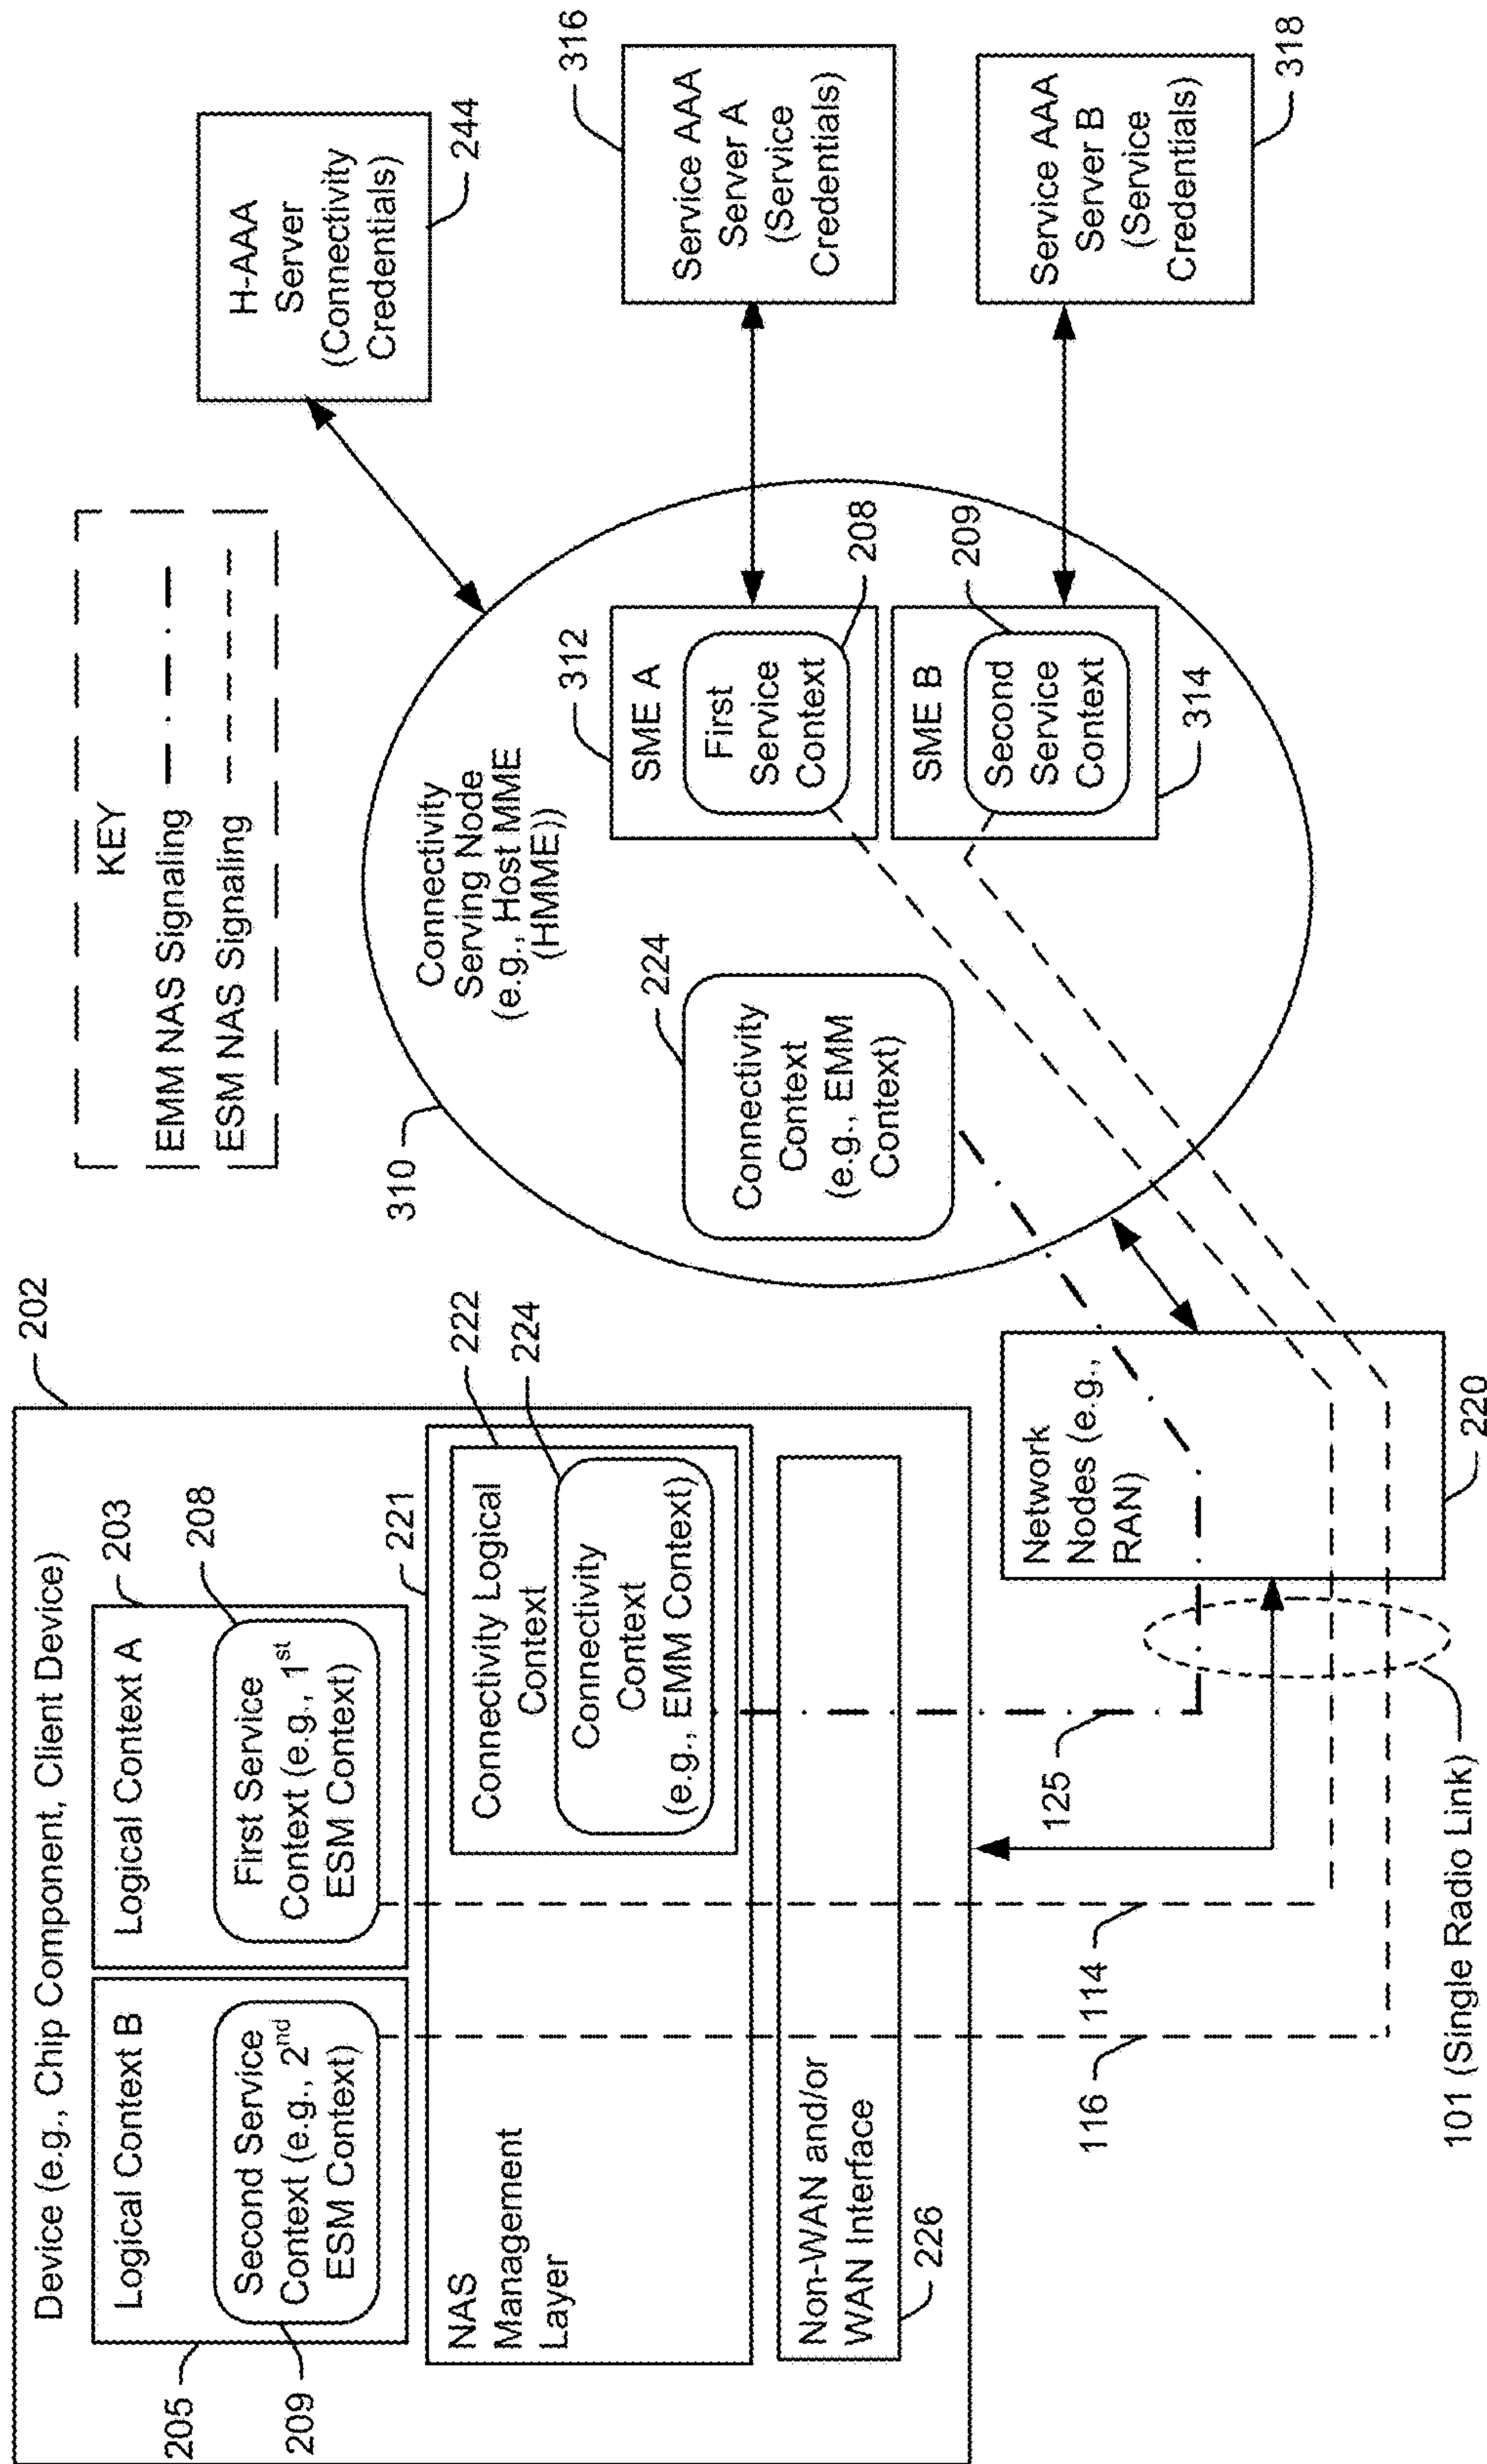 Device (e.g., Chip Component, Client Device)
202
Logical Context B
Second Service
Context (e.g., 2nd
ESM Context)
205
209
Logical Context A
First Service
Context (e.g., 1st
ESM Context)
203
208
221
NAS
Management
Layer
Connectivity Logical
Context
Connectivity
Context
(e.g., EMM Context)
222
224
Non-WAN and/or
WAN Interface
226
116
114
125
101 (Single Radio Link)
Network
Nodes (e.g.,
RAN)
220
KEY
EMM NAS Signaling
ESM NAS Signaling
310
Connectivity
Serving Node
(e.g., Host MME
(HMME))
224
Connectivity
Context
(e.g., EMM
Context)
312
SME A
First
Service
Context
208
SME B
Second
Service
Context
209
314
H-AAA
Server
(Connectivity
Credentials)
244
316
Service AAA
Server A
(Service
Credentials)
Service AAA
Server B
(Service
Credentials)
318